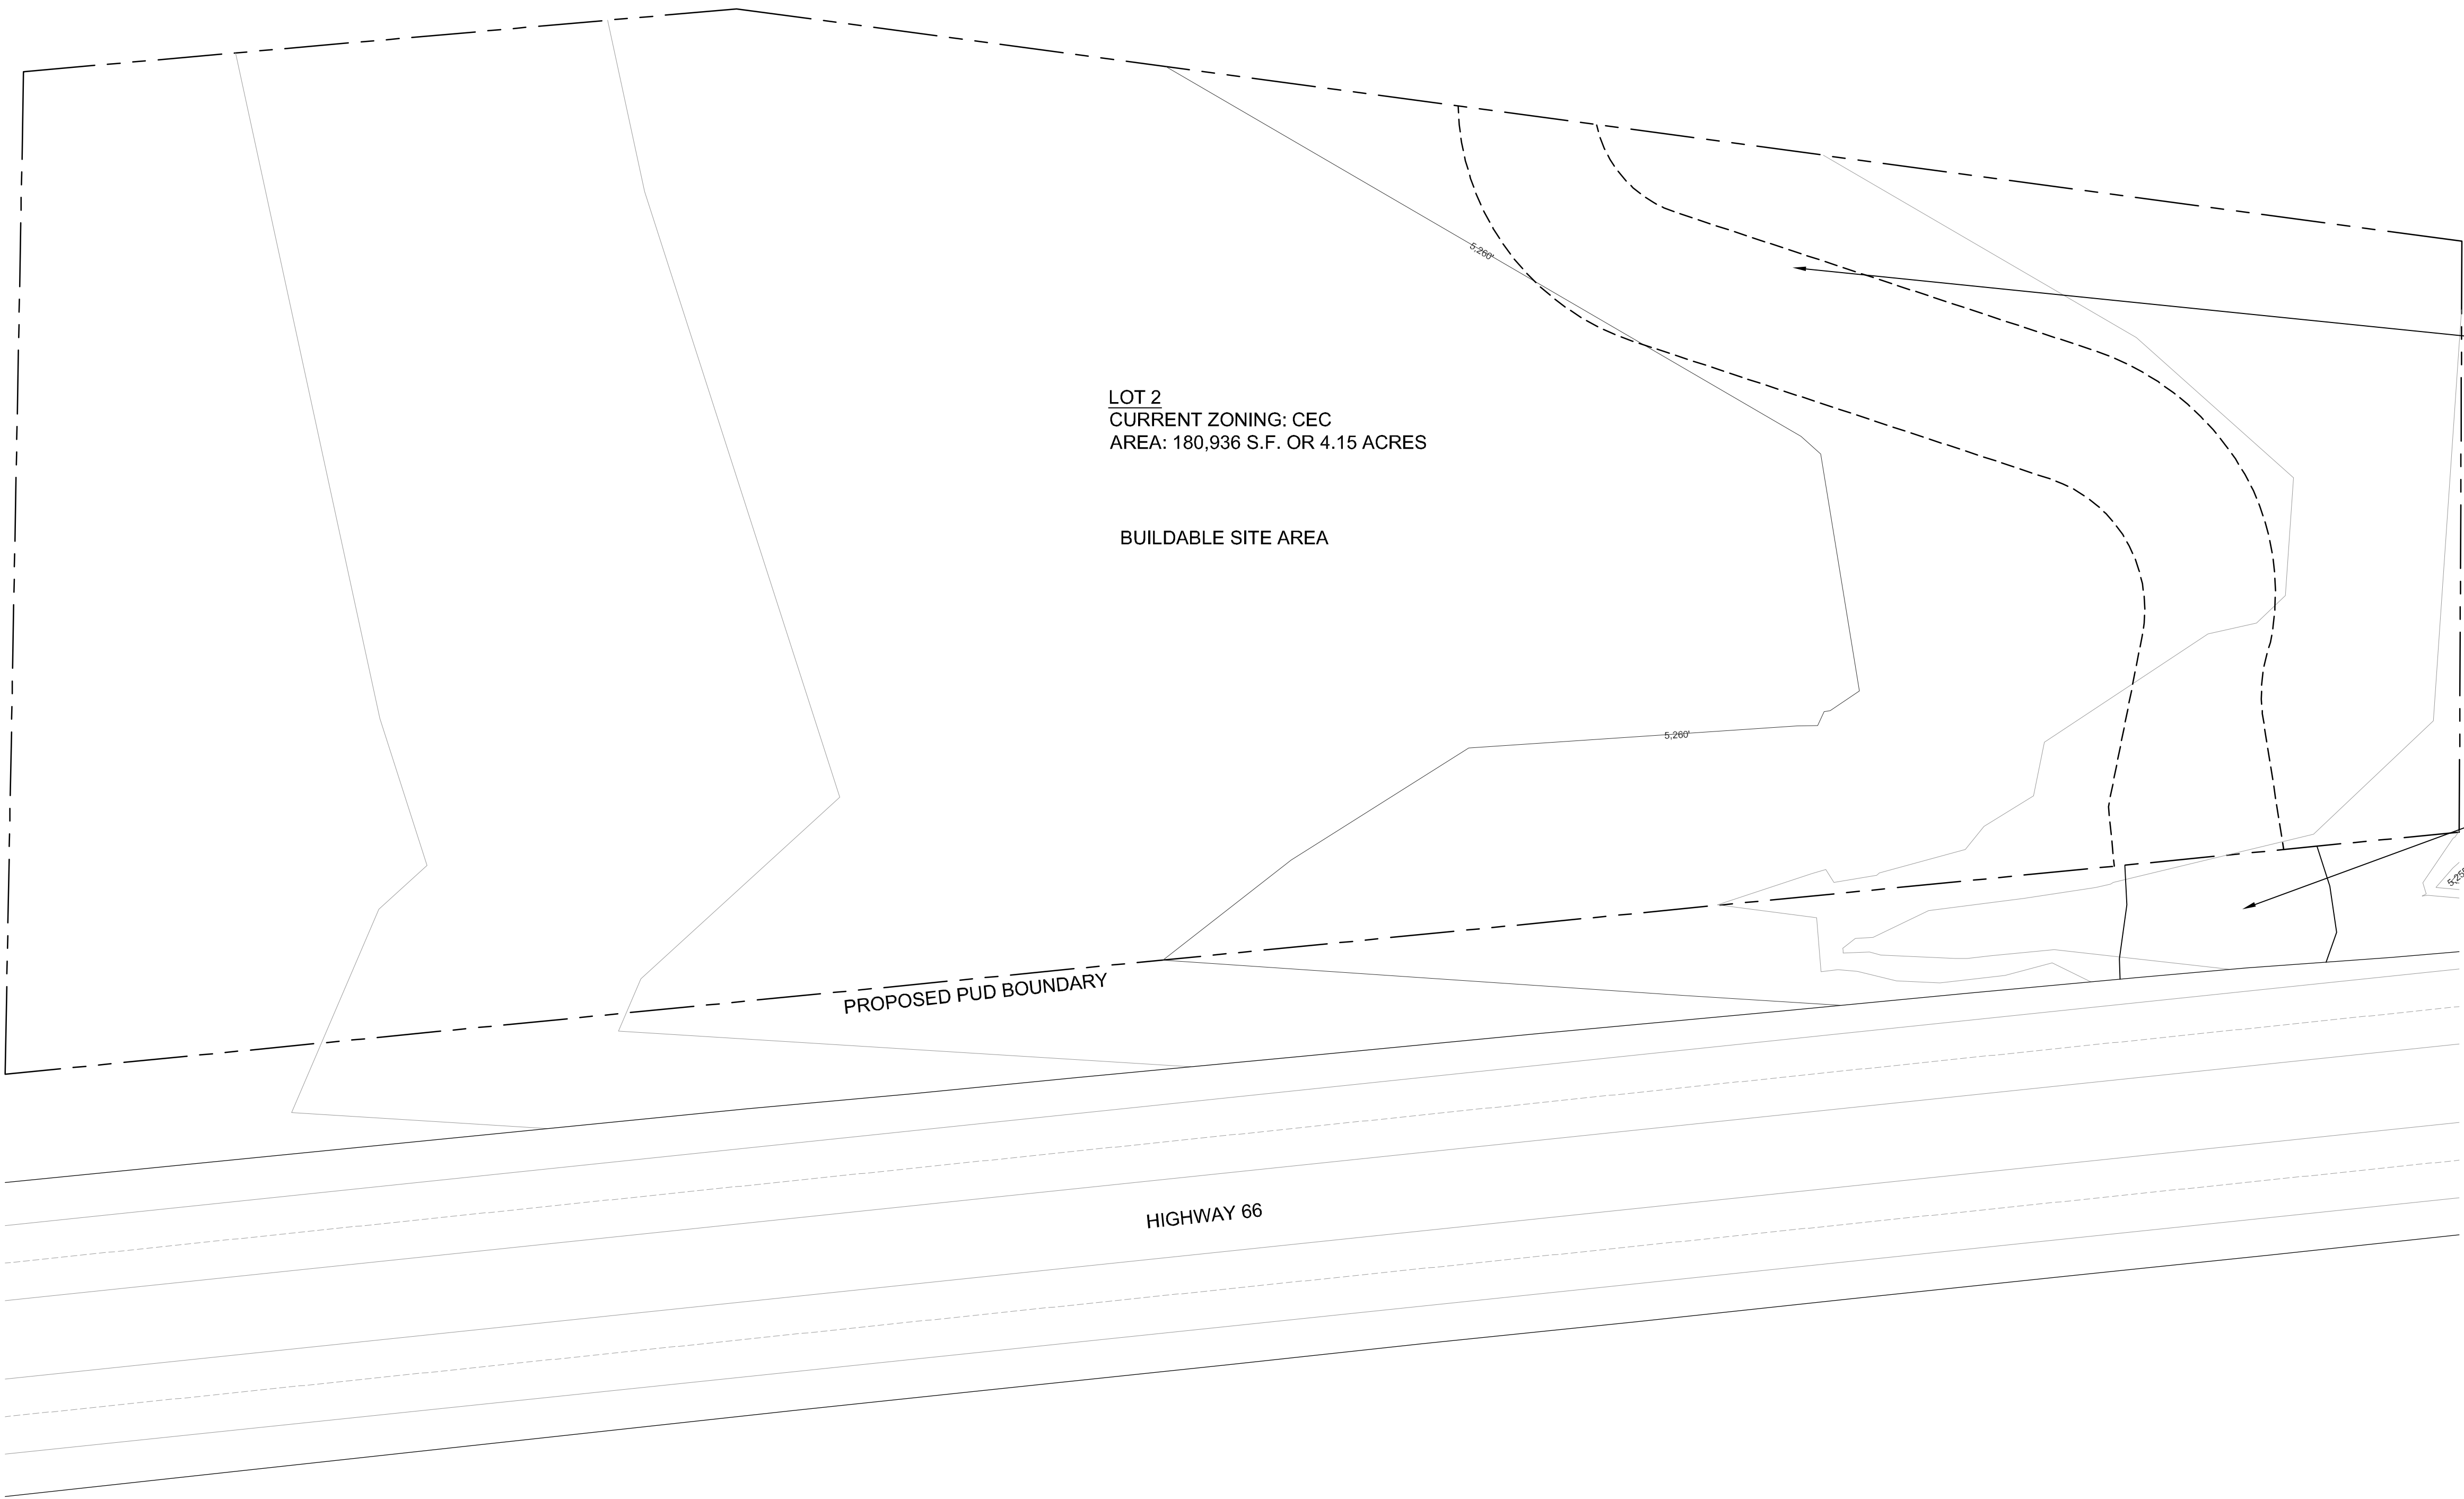 5,260'
LOT 2
CURRENT ZONING: CEC
AREA: 180,936 S.F. OR 4.15 ACRES
BUILDABLE SITE AREA
5,260'
PROPOSED PUD BOUNDARY
HIGHWAY 66